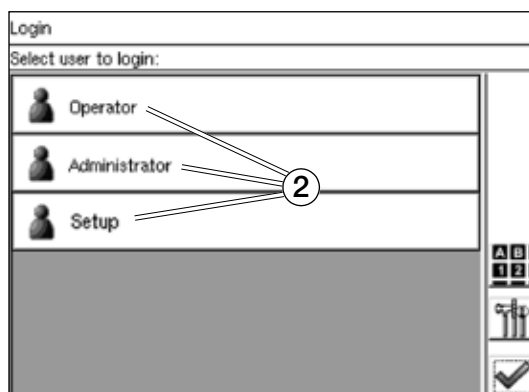 Login
Select user to login:
Operator
Administrator
2
Setup
A B
1 2